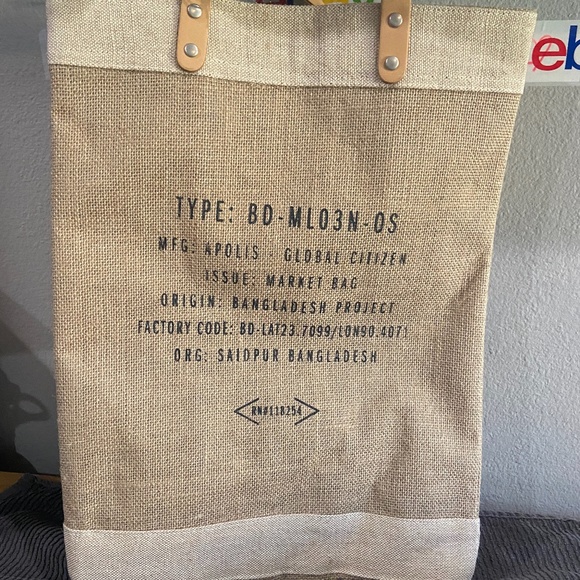 eb
TYPE: BD-ML03N-OS
MFG: APOLIS - GLOBAL CITIZEN
ISSUE: MARKET BAG
ORIGIN: BANGLADESH PROJECT
FACTORY CODE: BD-LAT23.7099/LON90.4071
ORG: SAIDPUR BANGLADESH
RN#118254